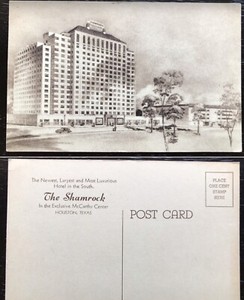 The Newest, Largest and Most Luxurious
Hotel in the South.
The Shamrock
In the Exclusive McCarthy Center
HOUSTON, TEXAS
POST CARD
PLACE
ONE CENT
STAMP
HERE